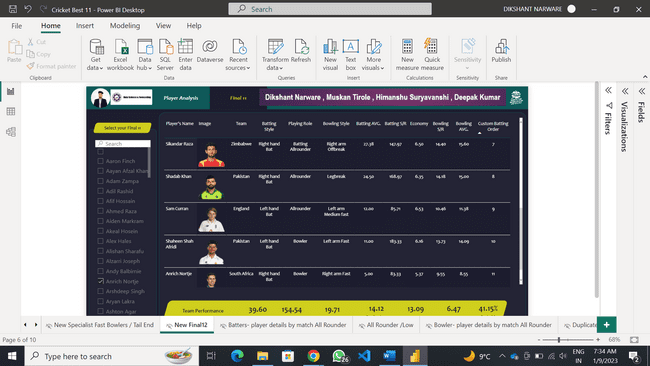 Cricket Best 11 - Power BI Desktop
Search
DIKSHANT NARWARE
File Home Insert Modeling View Help
Paste
Cut
Copy
Format painter
Get data
Excel workbook
Data hub
SQL Server
Enter data
Dataverse
Recent sources
Transform data
Refresh
New visual
Text box
More visuals
New measure
Quick measure
Sensitivity
Publish
Clipboard Data Queries Insert Calculations Sensitivity Share
Player Analysis
Final 11
Dikshant Narware , Muskan Tirole , Himanshu Suryavanshi , Deepak Kumar
Select your Final 11
Search
Aaron Finch
Aayan Afzal Khan
Adam Zampa
Adil Rashid
Afif Hossain
Ahmed Raza
Aiden Markram
Akeal Hosein
Alex Hales
Alishan Sharafu
Alzarri Joseph
Andy Balbirnie
Anrich Nortje
Arshdeep Singh
Aryan Lakra
Ashton Agar
Player's Name Image Team Batting Style Playing Role Bowling Style Batting AVG. Batting S/R Economy Bowling S/R Bowling AVG. Custom Batting Order
Sikandar Raza Zimbabwe Right hand Bat Batting Allrounder Right arm Offbreak 27.38 147.97 6.50 14.40 15.60 7
Shadab Khan Pakistan Right hand Bat Allrounder Legbreak 24.50 168.97 6.35 14.18 15.00 8
Sam Curran England Left hand Bat Allrounder Left arm Medium fast 12.00 85.71 6.53 10.46 11.38 9
Shaheen Shah Afridi Pakistan Left hand Bat Bowler Left arm Fast 11.00 183.33 6.16 13.73 14.09 10
Anrich Nortje South Africa Right hand Bat Bowler Right arm Fast 5.00 83.33 5.37 9.55 8.55 11
Team Performance 39.60 154.54 19.71 14.12 13.09 6.47 41.15%
Filters
Visualizations
Fields
New Specialist Fast Bowlers / Tail End
New Final12
Batters- player details by match All Rounder
All Rounder /Low
Bowler- player details by match All Rounder
Duplicate
Page 6 of 10
68%
Type here to search
26
9°C
ENG
IN
7:34 AM
1/9/2023
2